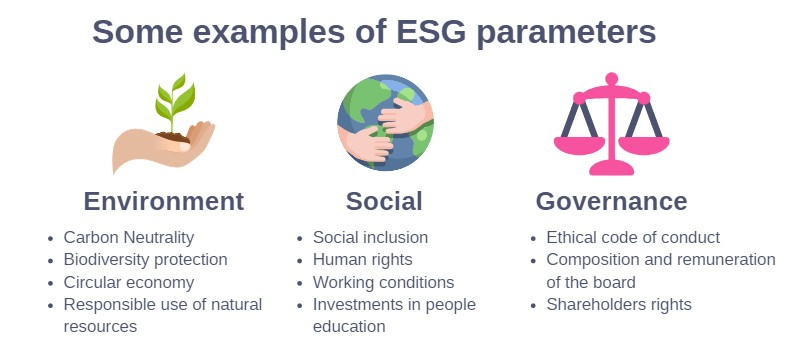 Some examples of ESG parameters
Environment
• Carbon Neutrality
• Biodiversity protection
• Circular economy
• Responsible use of natural
resources
Social
• Social inclusion
• Human rights
• Working conditions
• Investments in people
education
Governance
• Ethical code of conduct
• Composition and remuneration
of the board
• Shareholders rights